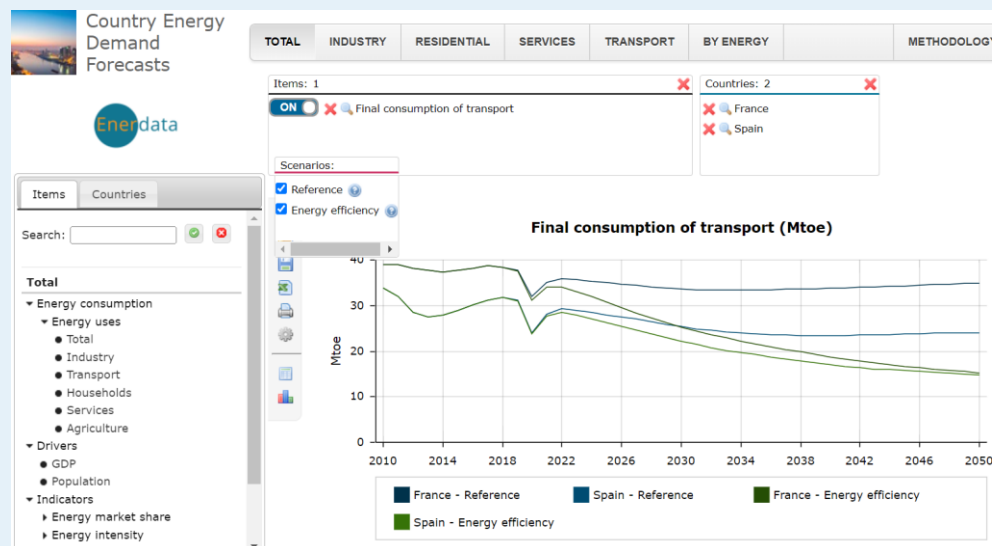 Country Energy
Demand
Forecasts
Enerdata
TOTAL INDUSTRY RESIDENTIAL SERVICES TRANSPORT BY ENERGY METHODOLOGY
Items: 1
ON Final consumption of transport
Countries: 2
France
Spain
Scenarios:
Reference
Energy efficiency
Items Countries
Search:
Total
Energy consumption
Energy uses
Total
Industry
Transport
Households
Services
Agriculture
Drivers
GDP
Population
Indicators
Energy market share
Energy intensity
Final consumption of transport (Mtoe)
Mtoe
40
30
20
10
0
2010 2014 2018 2022 2026 2030 2034 2038 2042 2046 2050
France - Reference Spain - Reference France - Energy efficiency
Spain - Energy efficiency